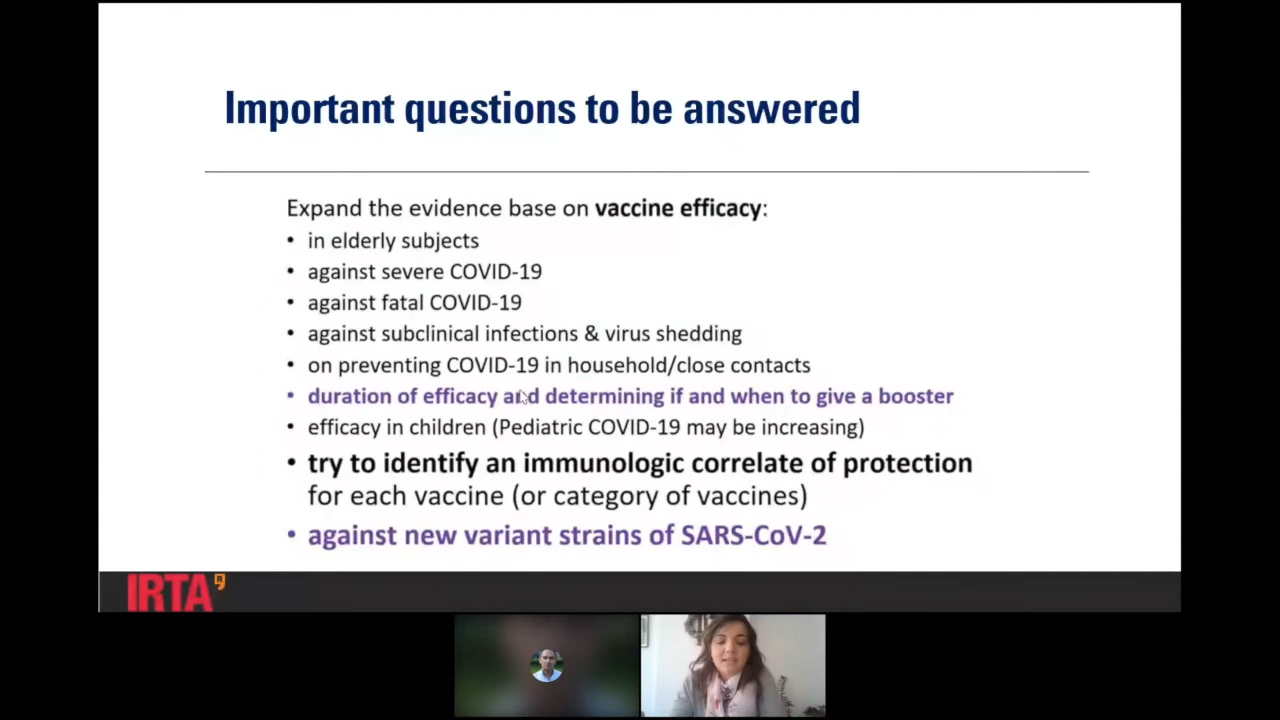 Important questions to be answered
Expand the evidence base on vaccine efficacy:
• in elderly subjects
• against severe COVID-19
• against fatal COVID-19
• against subclinical infections & virus shedding
• on preventing COVID-19 in household/close contacts
• duration of efficacy and determining if and when to give a booster
• efficacy in children (Pediatric COVID-19 may be increasing)
• try to identify an immunologic correlate of protection
for each vaccine (or category of vaccines)
• against new variant strains of SARS-CoV-2
IRTA
R